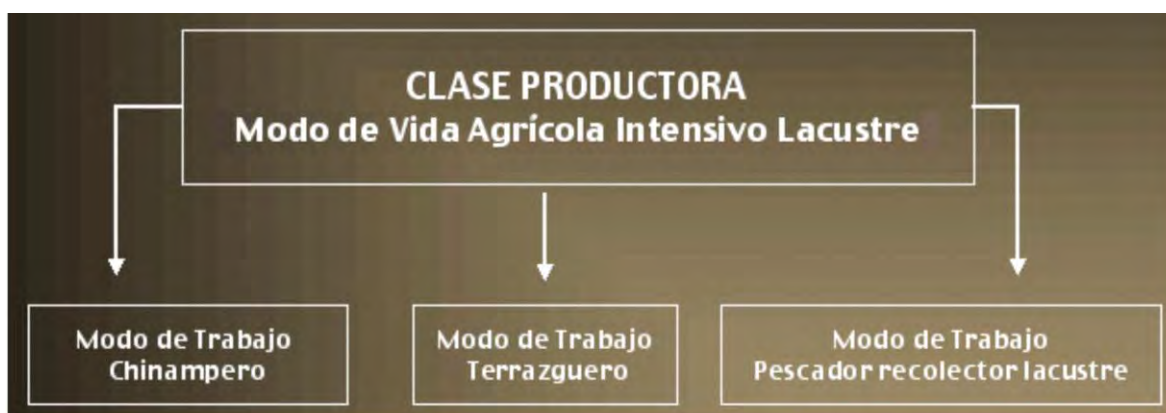 CLASE PRODUCTORA
Modo de Vida Agrícola Intensivo Lacustre
Modo de Trabajo
Chinampero
Modo de Trabajo
Terrazguero
Modo de Trabajo
Pescador recolector lacustre